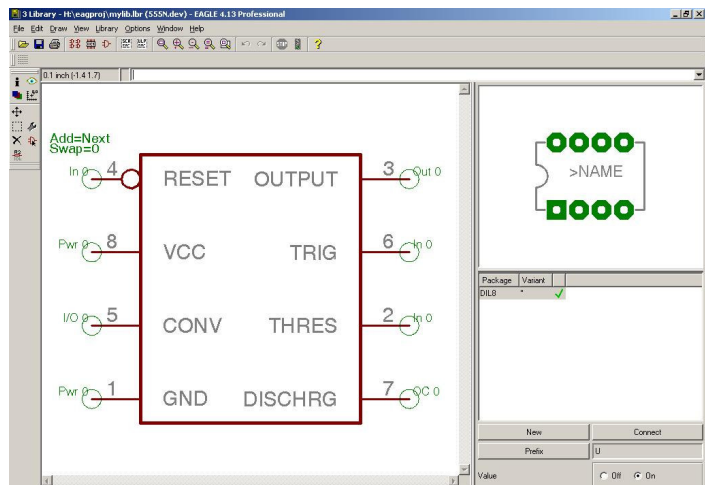 3 Library - H:\eagproj\mylib.lbr (555N.dev) - EAGLE 4.13 Professional
File Edit Draw View Library Options Window Help
0.1 inch (-1.4 1.7)
Add=Next
Swap=0
In 0 4 RESET OUTPUT 3 Out 0
Pwr 0 8 VCC TRIG 6 In 0
I/O 0 5 CONV THRES 2 In 0
Pwr 0 1 GND DISCHRG 7 OC 0
>NAME
Package Variant
DIL8 *
New Connect
Prefix U
Value Off On